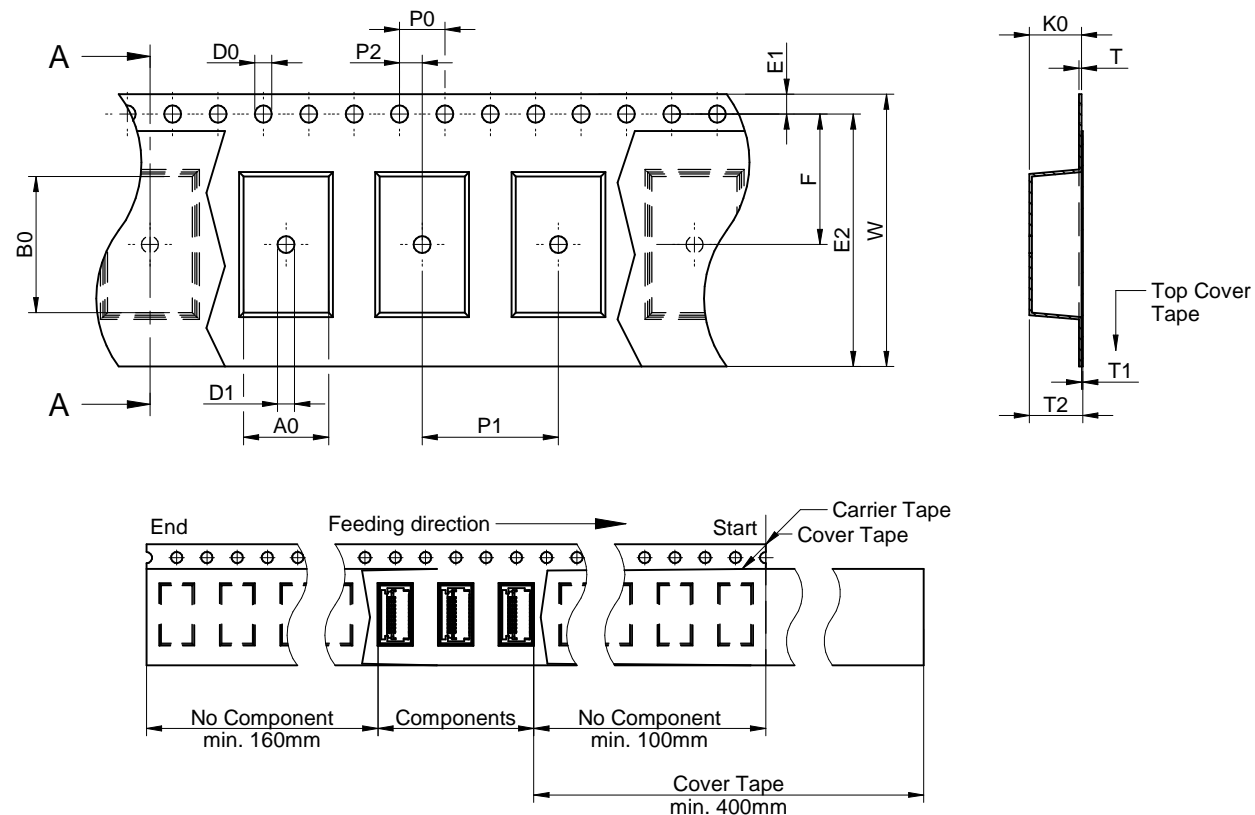 A
D0
P2
P0
E1
K0
T
B0
F
E2
W
Top Cover
Tape
A
D1
A0
P1
T1
T2
End
Feeding direction
Start
Carrier Tape
Cover Tape
No Component
min. 160mm
Components
No Component
min. 100mm
Cover Tape
min. 400mm